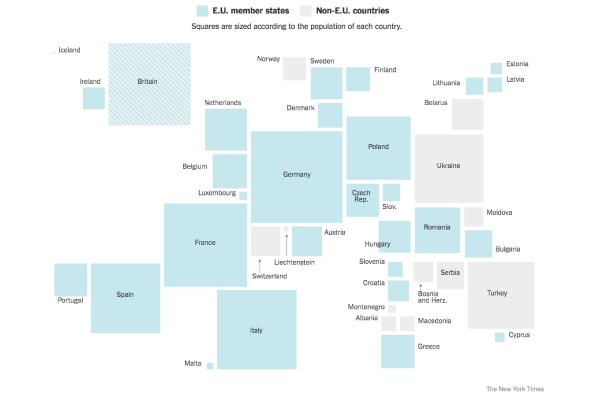 E.U. member states
Non-E.U. countries
Squares are sized according to the population of each country.
Iceland
Ireland
Britain
Norway
Sweden
Finland
Estonia
Latvia
Lithuania
Belarus
Netherlands
Denmark
Poland
Ukraine
Belgium
Germany
Luxembourg
Czech
Rep.
Slov.
Moldova
Romania
France
Austria
Hungary
Bulgaria
Liechtenstein
Switzerland
Slovenia
Croatia
Bosnia
and Herz.
Serbia
Turkey
Portugal
Spain
Montenegro
Albania
Macedonia
Italy
Greece
Cyprus
Malta
The New York Times